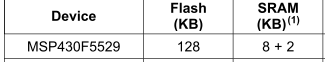 Device Flash (KB) SRAM (KB)(1)
MSP430F5529 128 8 + 2